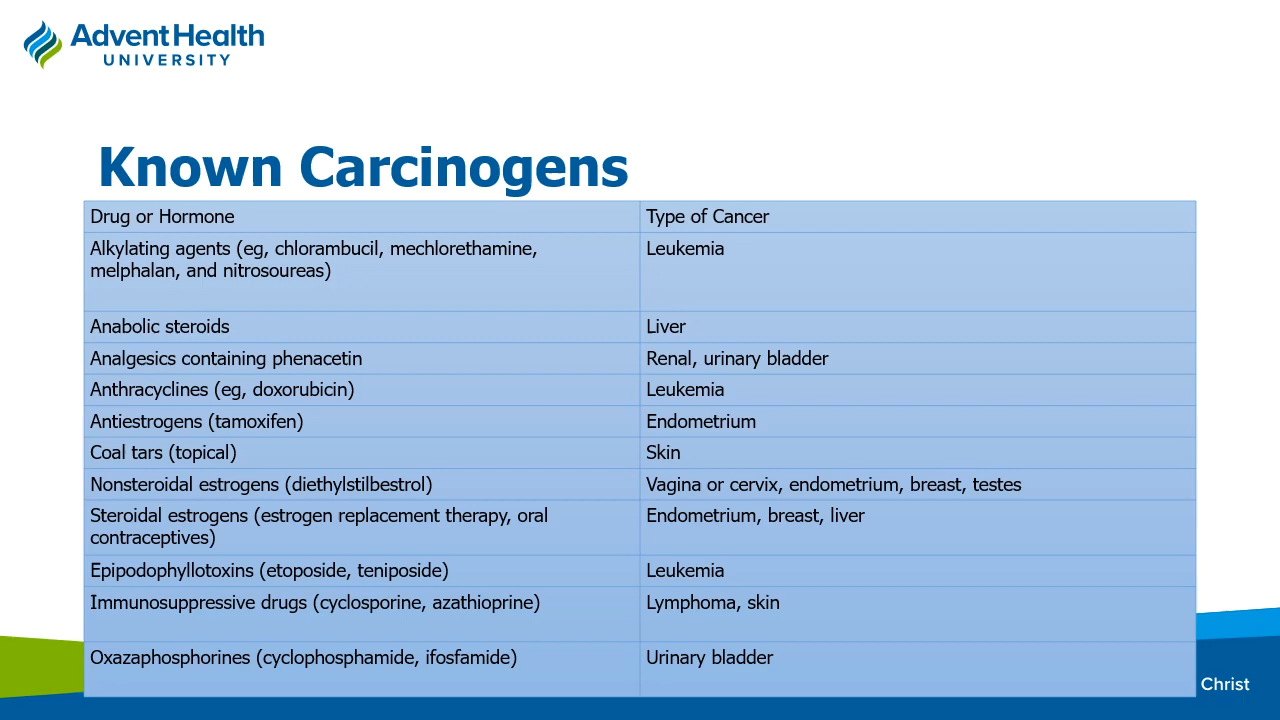 AdventHealth
UNIVERSITY
Known Carcinogens
Drug or Hormone
Type of Cancer
Alkylating agents (eg, chlorambucil, mechlorethamine,
melphalan, and nitrosoureas)
Leukemia
Anabolic steroids
Liver
Analgesics containing phenacetin
Renal, urinary bladder
Anthracyclines (eg, doxorubicin)
Leukemia
Antiestrogens (tamoxifen)
Endometrium
Coal tars (topical)
Skin
Nonsteroidal estrogens (diethylstilbestrol)
Vagina or cervix, endometrium, breast, testes
Steroidal estrogens (estrogen replacement therapy, oral
contraceptives)
Endometrium, breast, liver
Epipodophyllotoxins (etoposide, teniposide)
Leukemia
Immunosuppressive drugs (cyclosporine, azathioprine)
Lymphoma, skin
Oxazaphosphorines (cyclophosphamide, ifosfamide)
Urinary bladder
Christ